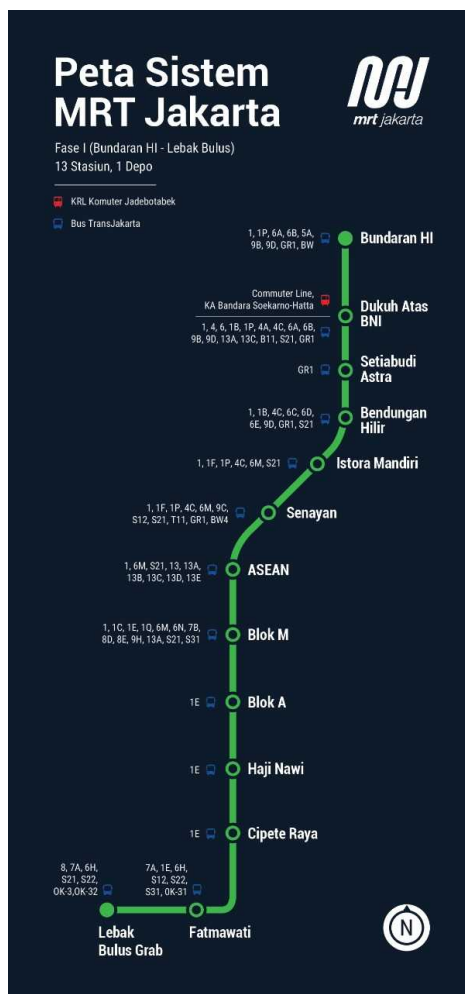 Peta Sistem
MRT Jakarta
mrt jakarta
Fase I (Bundaran HI - Lebak Bulus)
13 Stasiun, 1 Depo
KRL Komuter Jadebotabek
Bus TransJakarta
1, 1P, 6A, 6B, 5A,
9B, 9D, GR1, BW
Bundaran HI
Commuter Line,
KA Bandara Soekarno-Hatta
1, 4, 6, 1B, 1P, 4A, 4C, 6A, 6B,
9B, 9D, 13A, 13C, B11, S21, GR1
Dukuh Atas
BNI
GR1
Setiabudi
Astra
1, 1B, 4C, 6C, 6D,
6E, 9D, GR1, S21
Bendungan
Hilir
1, 1F, 1P, 4C, 6M, S21
Istora Mandiri
1, 1F, 1P, 4C, 6M, 9C,
S12, S21, T11, GR1, BW4
Senayan
1, 6M, S21, 13, 13A,
13B, 13C, 13D, 13E
ASEAN
1, 1C, 1E, 1Q, 6M, 6N, 7B,
8D, 8E, 9H, 13A, S21, S31
Blok M
1E
Blok A
1E
Haji Nawi
1E
Cipete Raya
8, 7A, 6H,
S21, S22,
OK-3,OK-32
Lebak
Bulus Grab
7A, 1E, 6H,
S12, S22,
S31, OK-31
Fatmawati
N